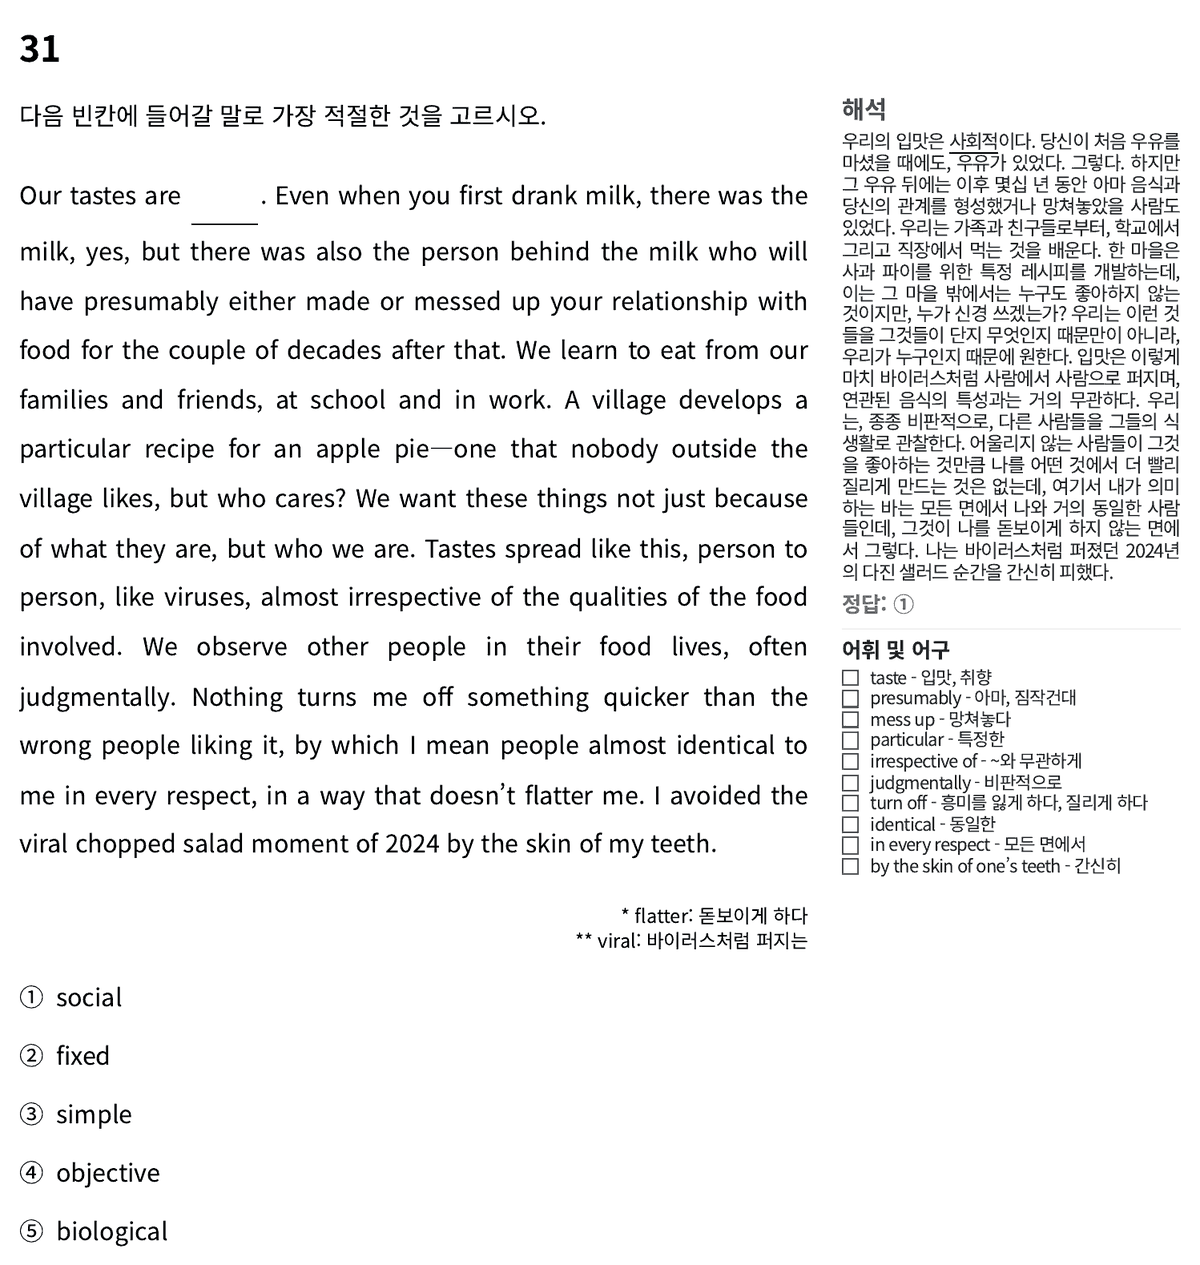 31
다음 빈칸에 들어갈 말로 가장 적절한 것을 고르시오.
Our tastes are ______. Even when you first drank milk, there was the
milk, yes, but there was also the person behind the milk who will
have presumably either made or messed up your relationship with
food for the couple of decades after that. We learn to eat from our
families and friends, at school and in work. A village develops a
particular recipe for an apple pie—one that nobody outside the
village likes, but who cares? We want these things not just because
of what they are, but who we are. Tastes spread like this, person to
person, like viruses, almost irrespective of the qualities of the food
involved. We observe other people in their food lives, often
judgmentally. Nothing turns me off something quicker than the
wrong people liking it, by which I mean people almost identical to
me in every respect, in a way that doesn’t flatter me. I avoided the
viral chopped salad moment of 2024 by the skin of my teeth.
* flatter: 돋보이게 하다
** viral: 바이러스처럼 퍼지는
① social
② fixed
③ simple
④ objective
⑤ biological
해석
우리의 입맛은 사회적이다. 당신이 처음 우유를
마셨을 때에도, 우유가 있었다. 그렇다. 하지만
그 우유 뒤에는 이후 몇십 년 동안 아마 음식과
당신의 관계를 형성했거나 망쳐놓았을 사람도
있었다. 우리는 가족과 친구들로부터, 학교에서
그리고 직장에서 먹는 것을 배운다. 한 마을은
사과 파이를 위한 특정 레시피를 개발하는데,
이는 그 마을 밖에서는 누구도 좋아하지 않는
것이지만, 누가 신경 쓰겠는가? 우리는 이런 것
들을 그것들이 단지 무엇인지 때문만이 아니라,
우리가 누구인지 때문에 원한다. 입맛은 이렇게
마치 바이러스처럼 사람에서 사람으로 퍼지며,
연관된 음식의 특성과는 거의 무관하다. 우리
는, 종종 비판적으로, 다른 사람들을 그들의 식
생활로 관찰한다. 어울리지 않는 사람들이 그것
을 좋아하는 것만큼 나를 어떤 것에서 더 빨리
질리게 만드는 것은 없는데, 여기서 내가 의미
하는 바는 모든 면에서 나와 거의 동일한 사람
들인데, 그것이 나를 돋보이게 하지 않는 면에
서 그렇다. 나는 바이러스처럼 퍼졌던 2024년
의 다진 샐러드 순간을 간신히 피했다.
정답: ①
어휘 및 어구
taste - 입맛, 취향
presumably - 아마, 짐작건대
mess up - 망쳐놓다
particular - 특정한
irrespective of - ~와 무관하게
judgmentally - 비판적으로
turn off - 흥미를 잃게 하다, 질리게 하다
identical - 동일한
in every respect - 모든 면에서
by the skin of one’s teeth - 간신히